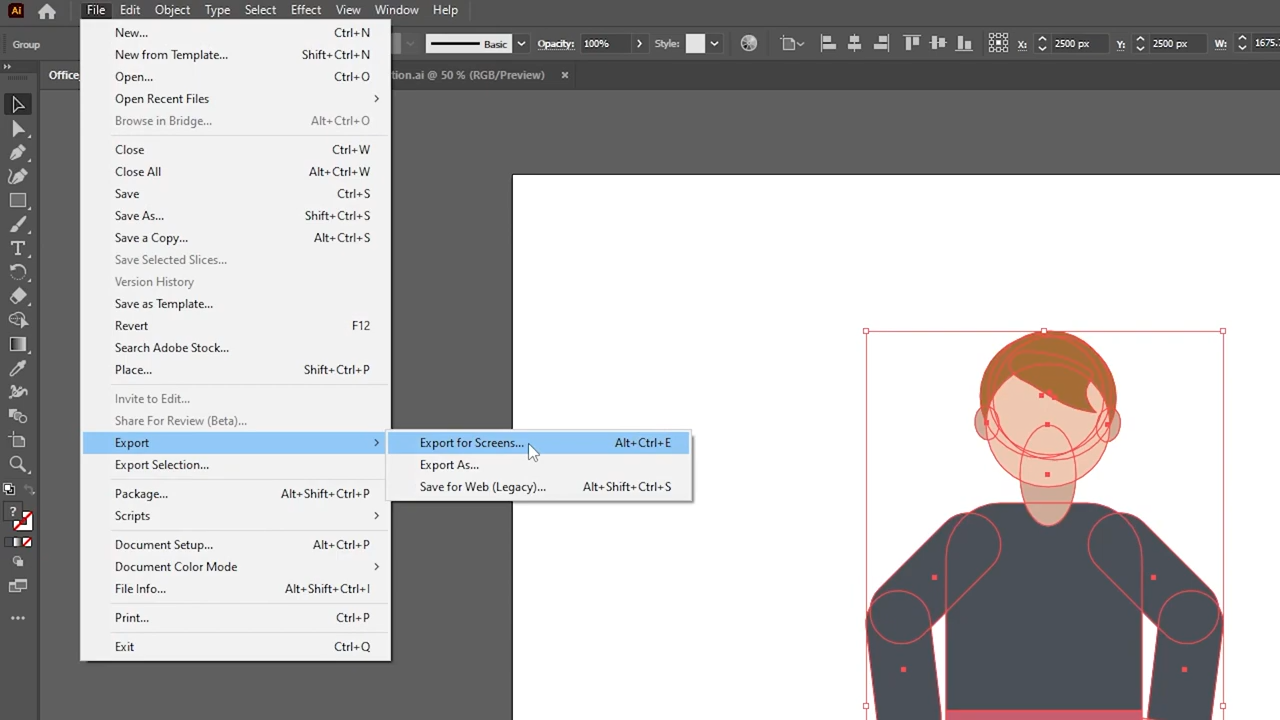 Ai File Edit Object Type Select Effect View Window Help
Group Basic Opacity: 100% Style: X: 2500 px Y: 2500 px W: 1675.
Office_ tion.ai @ 50 % (RGB/Preview)
New... Ctrl+N
New from Template... Shift+Ctrl+N
Open... Ctrl+O
Open Recent Files
Browse in Bridge... Alt+Ctrl+O
Close Ctrl+W
Close All Alt+Ctrl+W
Save Ctrl+S
Save As... Shift+Ctrl+S
Save a Copy... Alt+Ctrl+S
Save Selected Slices...
Version History
Save as Template...
Revert F12
Search Adobe Stock...
Place... Shift+Ctrl+P
Invite to Edit...
Share For Review (Beta)...
Export
Export for Screens... Alt+Ctrl+E
Export Selection...
Export As...
Save for Web (Legacy)... Alt+Shift+Ctrl+S
Package... Alt+Shift+Ctrl+P
Scripts
Document Setup... Alt+Ctrl+P
Document Color Mode
File Info... Alt+Shift+Ctrl+I
Print... Ctrl+P
Exit Ctrl+Q